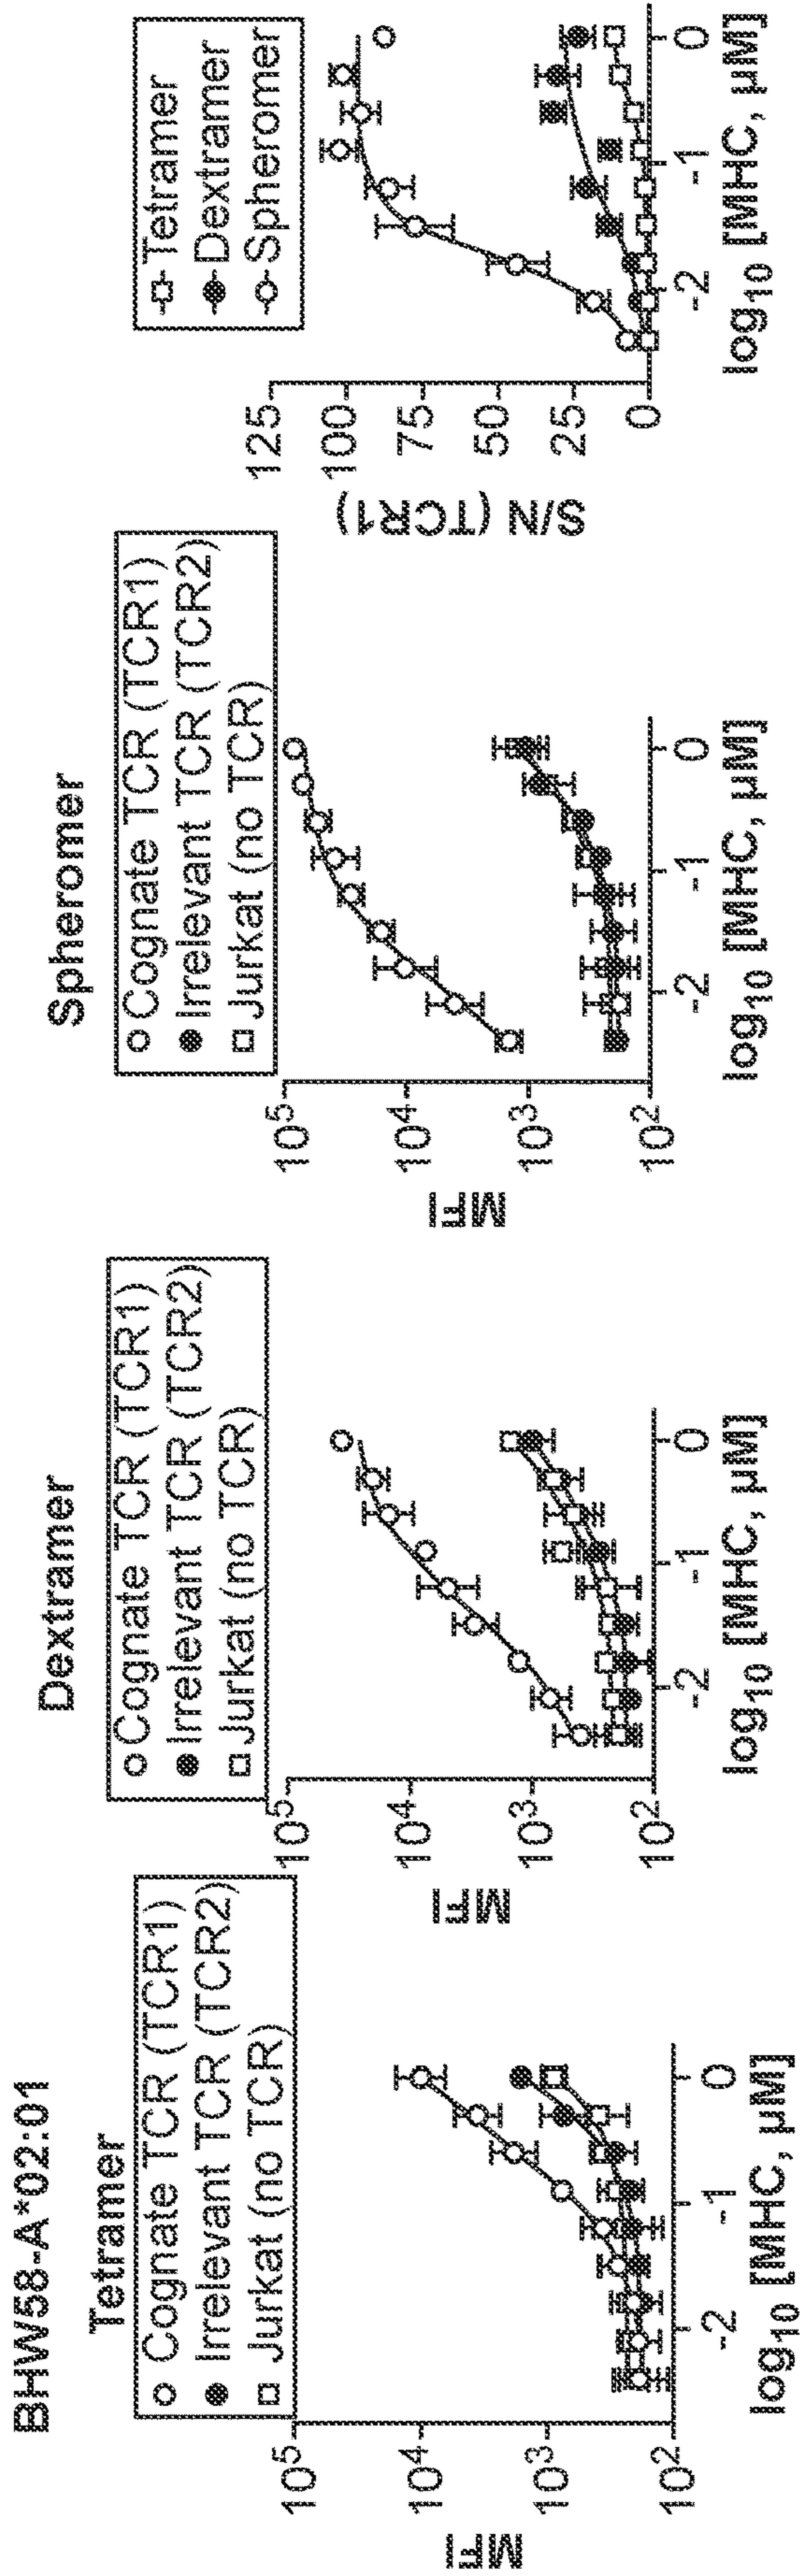 BHW58-A*02:01
Tetramer
Cognate TCR (TCR1)
Irrelevant TCR (TCR2)
Jurkat (no TCR)
MFI
10⁵
10⁴
10³
10²
-2
-1
0
log₁₀ [MHC, µM]
Dextramer
Cognate TCR (TCR1)
Irrelevant TCR (TCR2)
Jurkat (no TCR)
MFI
10⁵
10⁴
10³
10²
-2
-1
0
log₁₀ [MHC, µM]
Spheromer
Cognate TCR (TCR1)
Irrelevant TCR (TCR2)
Jurkat (no TCR)
MFI
10⁵
10⁴
10³
10²
-2
-1
0
log₁₀ [MHC, µM]
Tetramer
Dextramer
Spheromer
S/N (TCR1)
125
100
75
50
25
0
-2
-1
0
log₁₀ [MHC, µM]